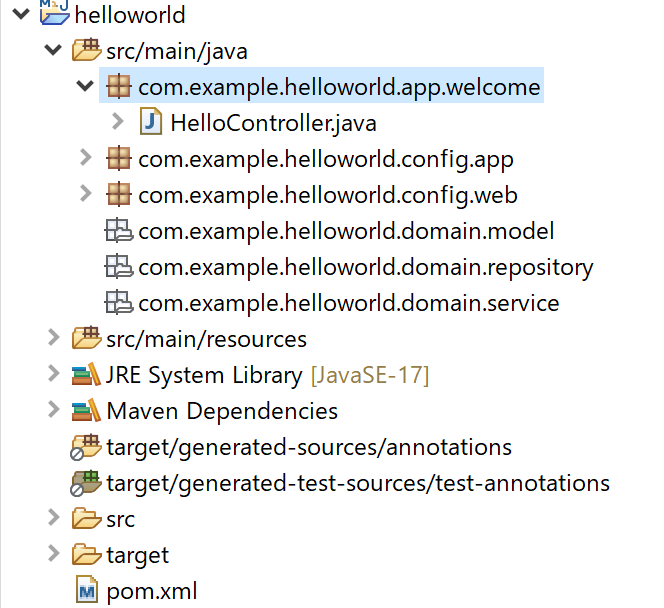 helloworld
src/main/java
com.example.helloworld.app.welcome
HelloController.java
com.example.helloworld.config.app
com.example.helloworld.config.web
com.example.helloworld.domain.model
com.example.helloworld.domain.repository
com.example.helloworld.domain.service
src/main/resources
JRE System Library [JavaSE-17]
Maven Dependencies
target/generated-sources/annotations
target/generated-test-sources/test-annotations
src
target
pom.xml